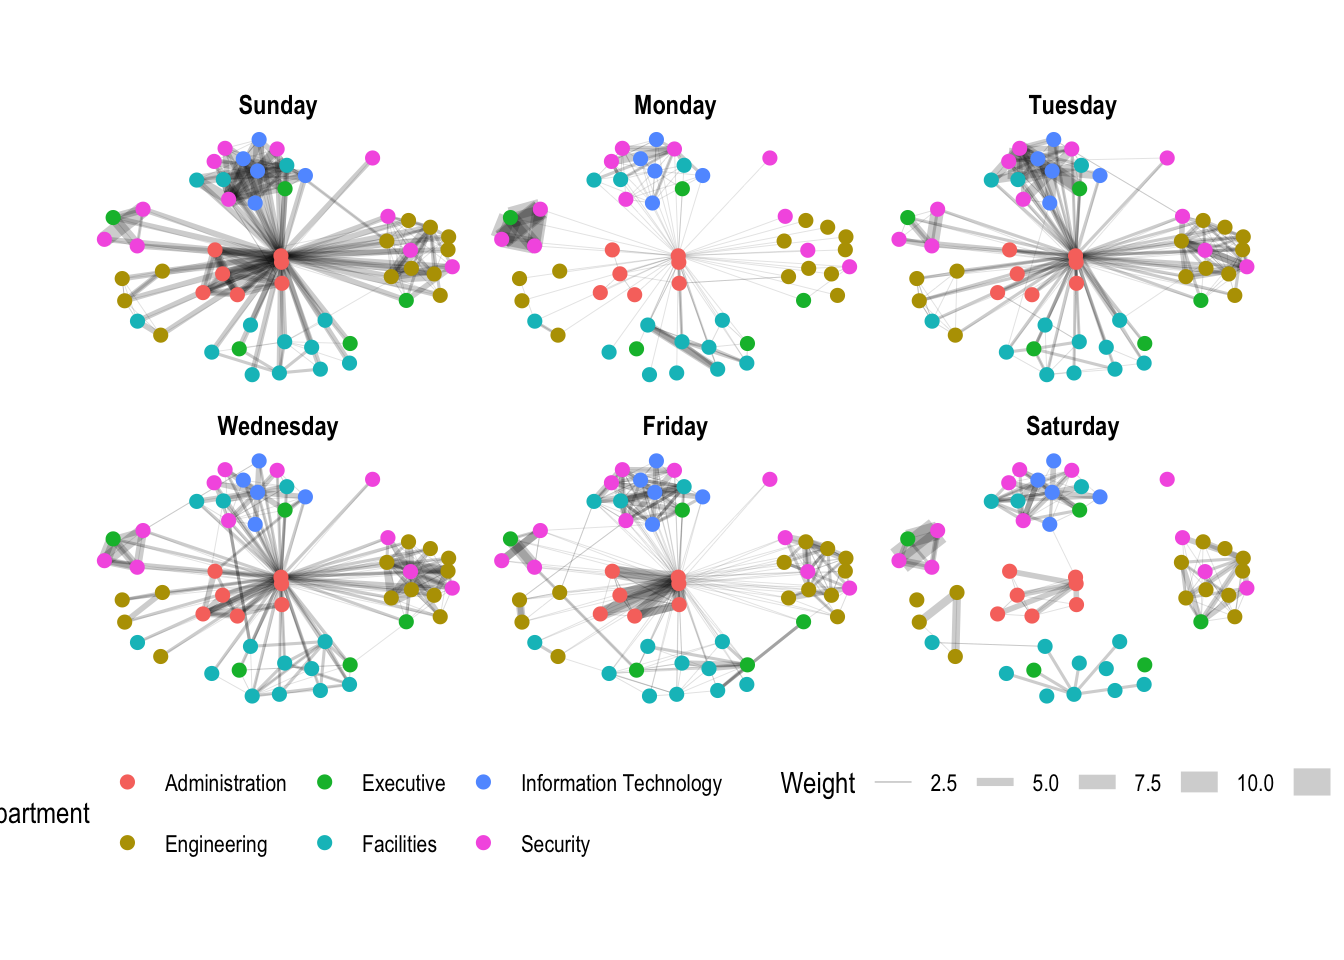 Sunday Monday Tuesday
Wednesday Friday Saturday
Administration Executive Information Technology Weight 2.5 5.0 7.5 10.0
partment
Engineering Facilities Security